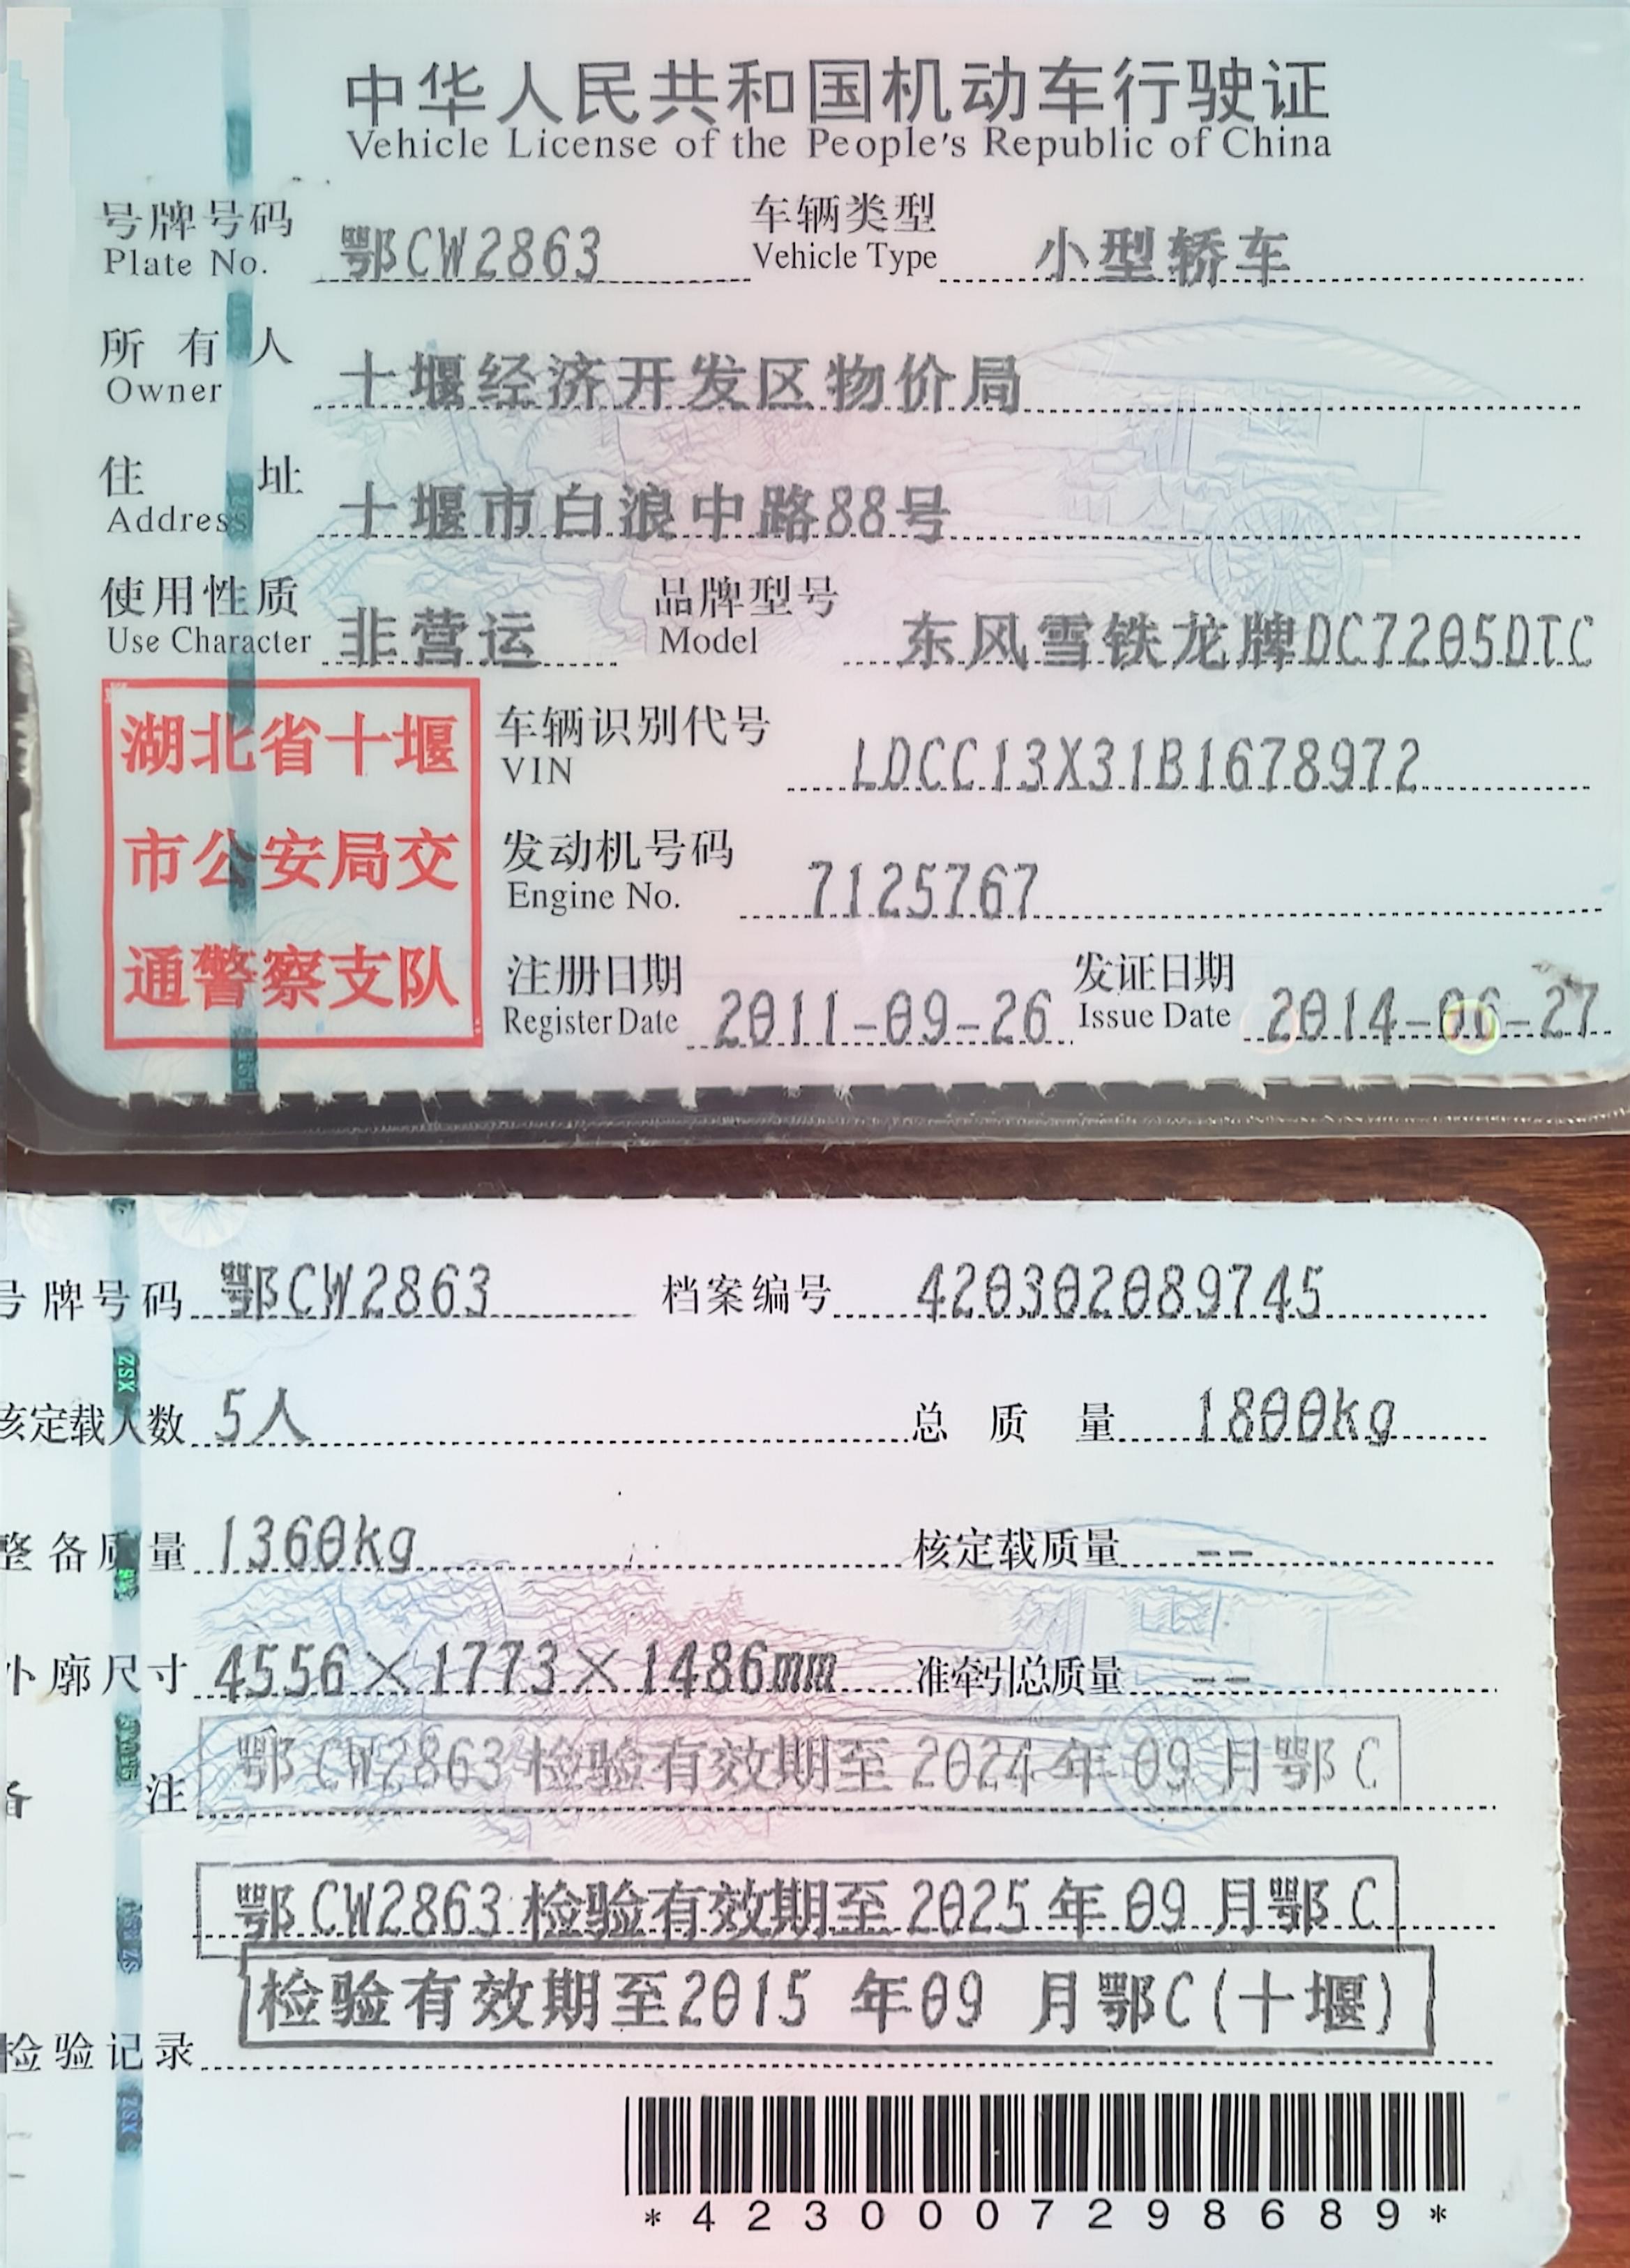 中华人民共和国机动车行驶证
Vehicle License of the People's Republic of China
号牌号码 鄂CW2863 车辆类型 小型轿车
Plate No. Vehicle Type
所有人 十堰经济开发区物价局
Owner
住址 十堰市白浪中路88号
Address
使用性质 非营运 品牌型号 东风雪铁龙牌DC7205DTC
Use Character Model
湖北省十堰
市公安局交
通警察支队
车辆识别代号 LDCC13X31B1678972
VIN
发动机号码 7125767
Engine No.
注册日期 2011-09-26 发证日期 2014-06-27
Register Date Issue Date
号牌号码 鄂CW2863 档案编号 420302089745
核定载人数 5人 总质量 1800kg
整备质量 1360kg 核定载质量 --
外廓尺寸 4556×1773×1486mm 准牵引总质量 --
备注 鄂CW2863检验有效期至2024年09月鄂C
鄂CW2863检验有效期至2025年09月鄂C
检验有效期至2015 年09 月鄂C(十堰)
检验记录
*4230007298689*